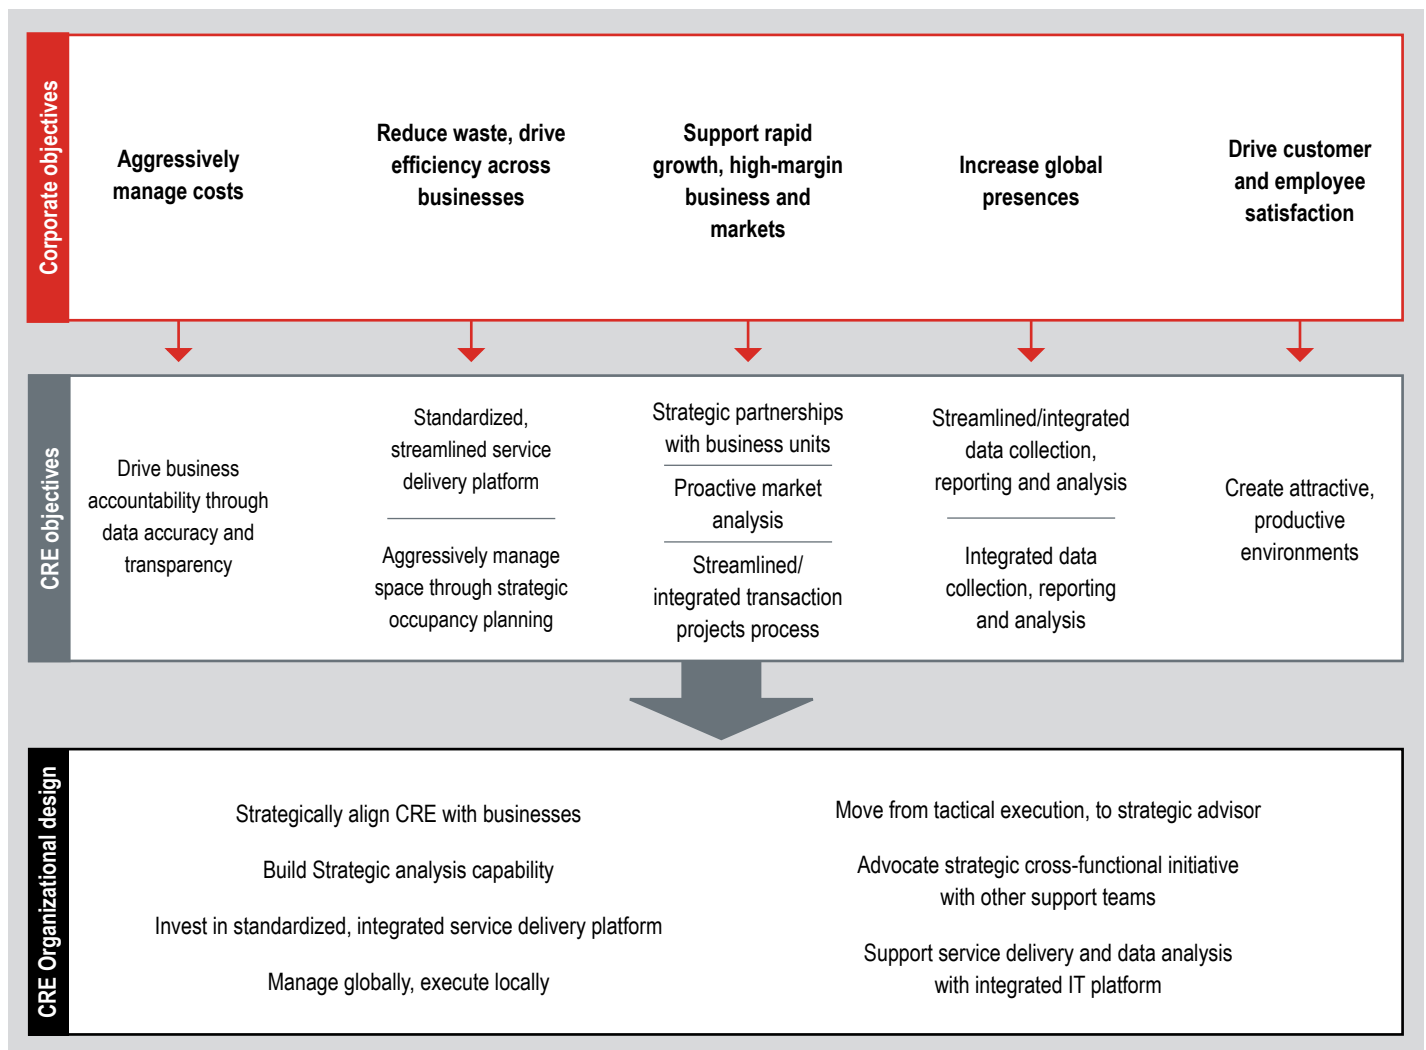 Corporate objectives
Aggressively
manage costs
Reduce waste, drive
efficiency across
businesses
Support rapid
growth, high-margin
business and
markets
Increase global
presences
Drive customer
and employee
satisfaction
CRE objectives
Drive business
accountability through
data accuracy and
transparency
Standardized,
streamlined service
delivery platform
Aggressively manage
space through strategic
occupancy planning
Strategic partnerships
with business units
Proactive market
analysis
Streamlined/
integrated transaction
projects process
Streamlined/integrated
data collection,
reporting and analysis
Integrated data
collection, reporting
and analysis
Create attractive,
productive
environments
CRE Organizational design
Strategically align CRE with businesses
Build Strategic analysis capability
Invest in standardized, integrated service delivery platform
Manage globally, execute locally
Move from tactical execution, to strategic advisor
Advocate strategic cross-functional initiative
with other support teams
Support service delivery and data analysis
with integrated IT platform